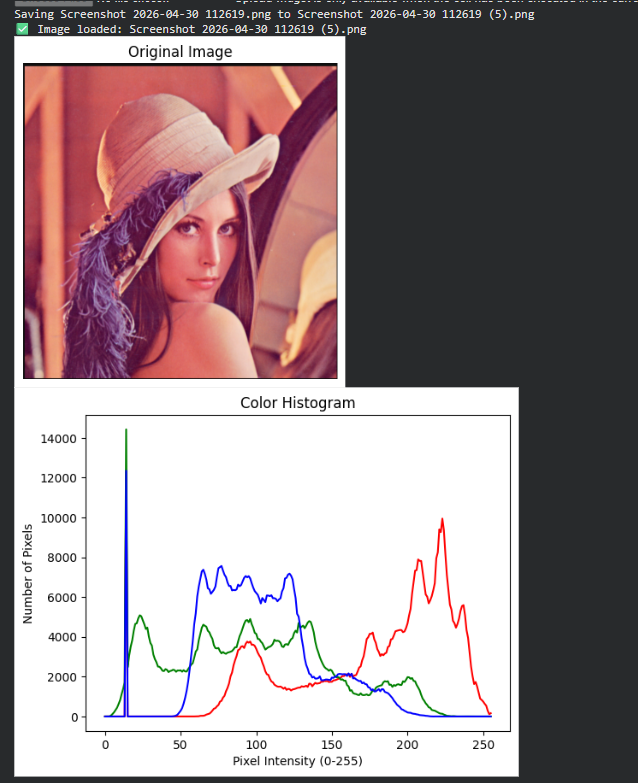 Saving Screenshot 2026-04-30 112619.png to Screenshot 2026-04-30 112619 (5).png
✅ Image loaded: Screenshot 2026-04-30 112619 (5).png
Original Image
Color Histogram
14000
12000
10000
8000
6000
4000
2000
0
Number of Pixels
0 50 100 150 200 250
Pixel Intensity (0-255)